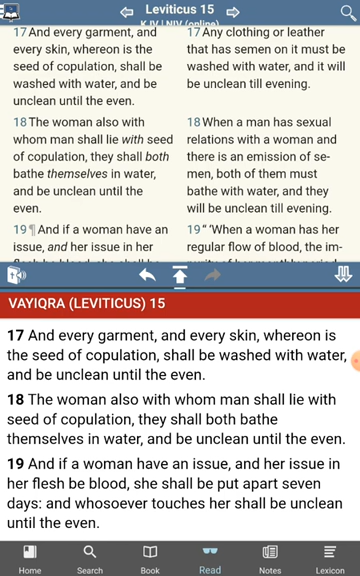 Leviticus 15
KJV | NIV (online)
17 And every garment, and
every skin, whereon is the
seed of copulation, shall be
washed with water, and be
unclean until the even.
18 The woman also with
whom man shall lie with seed
of copulation, they shall both
bathe themselves in water,
and be unclean until the
even.
19 ¶ And if a woman have an
issue, and her issue in her
flesh be blood, she shall be
17 Any clothing or leather
that has semen on it must be
washed with water, and it will
be unclean till evening.
18 When a man has sexual
relations with a woman and
there is an emission of se-
men, both of them must
bathe with water, and they
will be unclean till evening.
19 “ ‘When a woman has her
regular flow of blood, the im-
purity of her monthly period
VAYIQRA (LEVITICUS) 15
17 And every garment, and every skin, whereon is
the seed of copulation, shall be washed with water,
and be unclean until the even.
18 The woman also with whom man shall lie with
seed of copulation, they shall both bathe
themselves in water, and be unclean until the even.
19 And if a woman have an issue, and her issue in
her flesh be blood, she shall be put apart seven
days: and whosoever touches her shall be unclean
until the even.
Home
Search
Book
Read
Notes
Lexicon